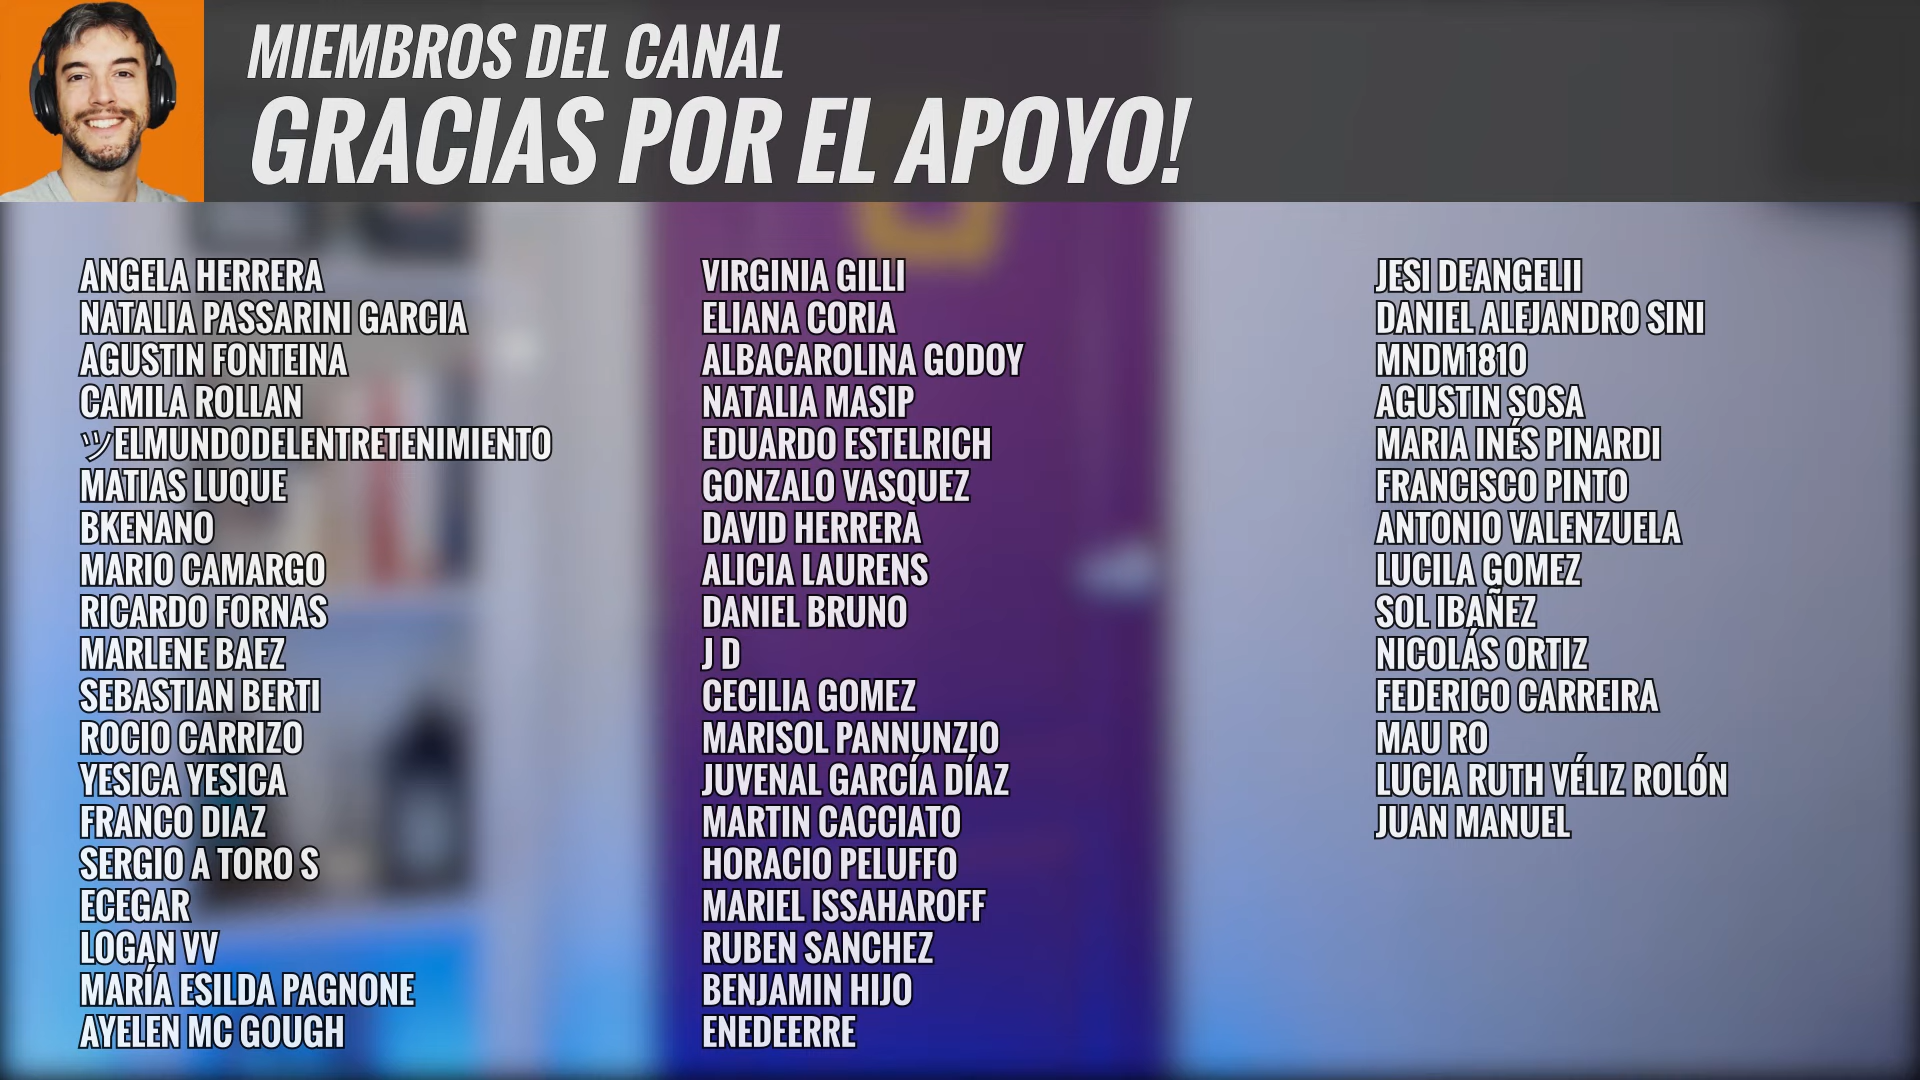 MIEMBROS DEL CANAL
GRACIAS POR EL APOYO!
ANGELA HERRERA
NATALIA PASSARINI GARCIA
AGUSTIN FONTEINA
CAMILA ROLLAN
ツELMUNDODELENTRETENIMIENTO
MATIAS LUQUE
BKENANO
MARIO CAMARGO
RICARDO FORNAS
MARLENE BAEZ
SEBASTIAN BERTI
ROCIO CARRIZO
YESICA YESICA
FRANCO DIAZ
SERGIO A TORO S
ECEGAR
LOGAN VV
MARÍA ESILDA PAGNONE
AYELEN MC GOUGH
VIRGINIA GILLI
ELIANA CORIA
ALBACAROLINA GODOY
NATALIA MASIP
EDUARDO ESTELRICH
GONZALO VASQUEZ
DAVID HERRERA
ALICIA LAURENS
DANIEL BRUNO
J D
CECILIA GOMEZ
MARISOL PANNUNZIO
JUVENAL GARCÍA DÍAZ
MARTIN CACCIATO
HORACIO PELUFFO
MARIEL ISSAHAROFF
RUBEN SANCHEZ
BENJAMIN HIJO
ENEDEERRE
JESI DEANGELII
DANIEL ALEJANDRO SINI
MNDM1810
AGUSTIN SOSA
MARIA INÉS PINARDI
FRANCISCO PINTO
ANTONIO VALENZUELA
LUCILA GOMEZ
SOL IBAÑEZ
NICOLÁS ORTIZ
FEDERICO CARREIRA
MAU RO
LUCIA RUTH VÉLIZ ROLÓN
JUAN MANUEL